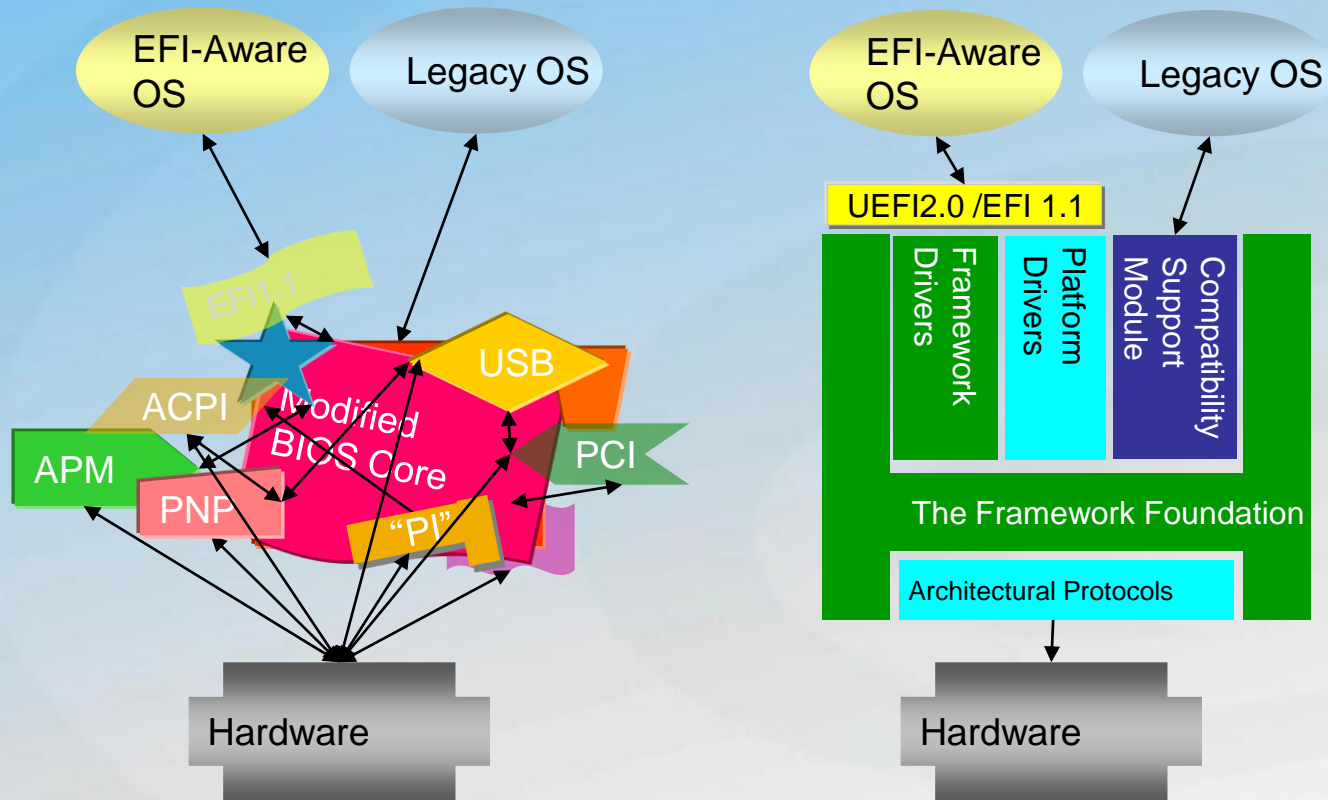 EFI-Aware
OS
Legacy OS
EFI1.1
USB
ACPI
Modified
BIOS Core
APM
PCI
PNP
“PI”
Hardware
EFI-Aware
OS
Legacy OS
UEFI2.0 /EFI 1.1
Framework
Drivers
Platform
Drivers
Compatibility
Support
Module
The Framework Foundation
Architectural Protocols
Hardware